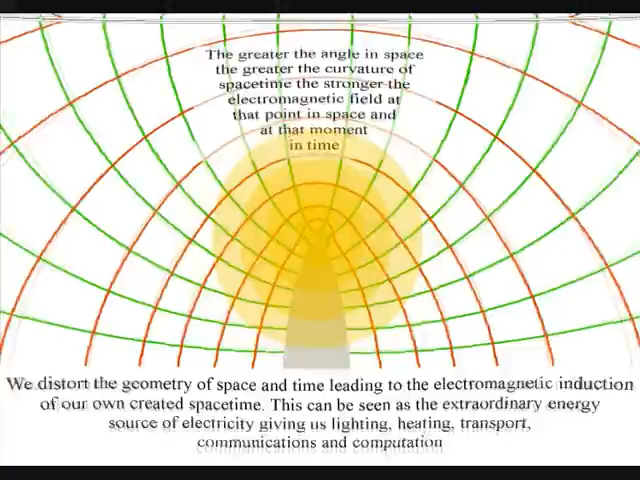 The greater the angle in space
the greater the curvature of
spacetime the stronger the
electromagnetic field at
that point in space and
at that moment
in time
We distort the geometry of space and time leading to the electromagnetic induction
of our own created spacetime. This can be seen as the extraordinary energy
source of electricity giving us lighting, heating, transport,
communications and computation